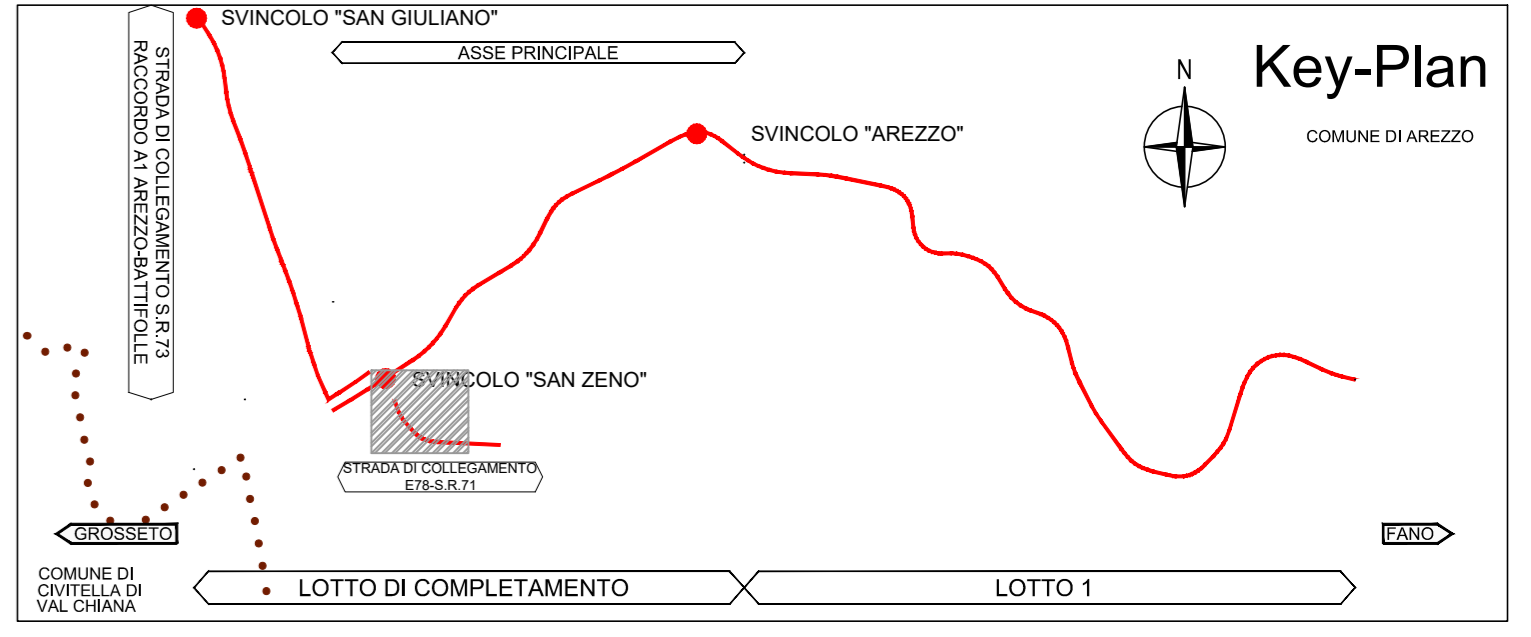 SVINCOLO "SAN GIULIANO"
ASSE PRINCIPALE
Key-Plan
N
COMUNE DI AREZZO
SVINCOLO "AREZZO"
STRADA DI COLLEGAMENTO S.R.73
RACCORDO A1 AREZZO-BATTIFOLLE
SVINCOLO "SAN ZENO"
STRADA DI COLLEGAMENTO
E78-S.R.71
GROSSETO
FANO
COMUNE DI
CIVITELLA DI
VAL CHIANA
LOTTO DI COMPLETAMENTO
LOTTO 1